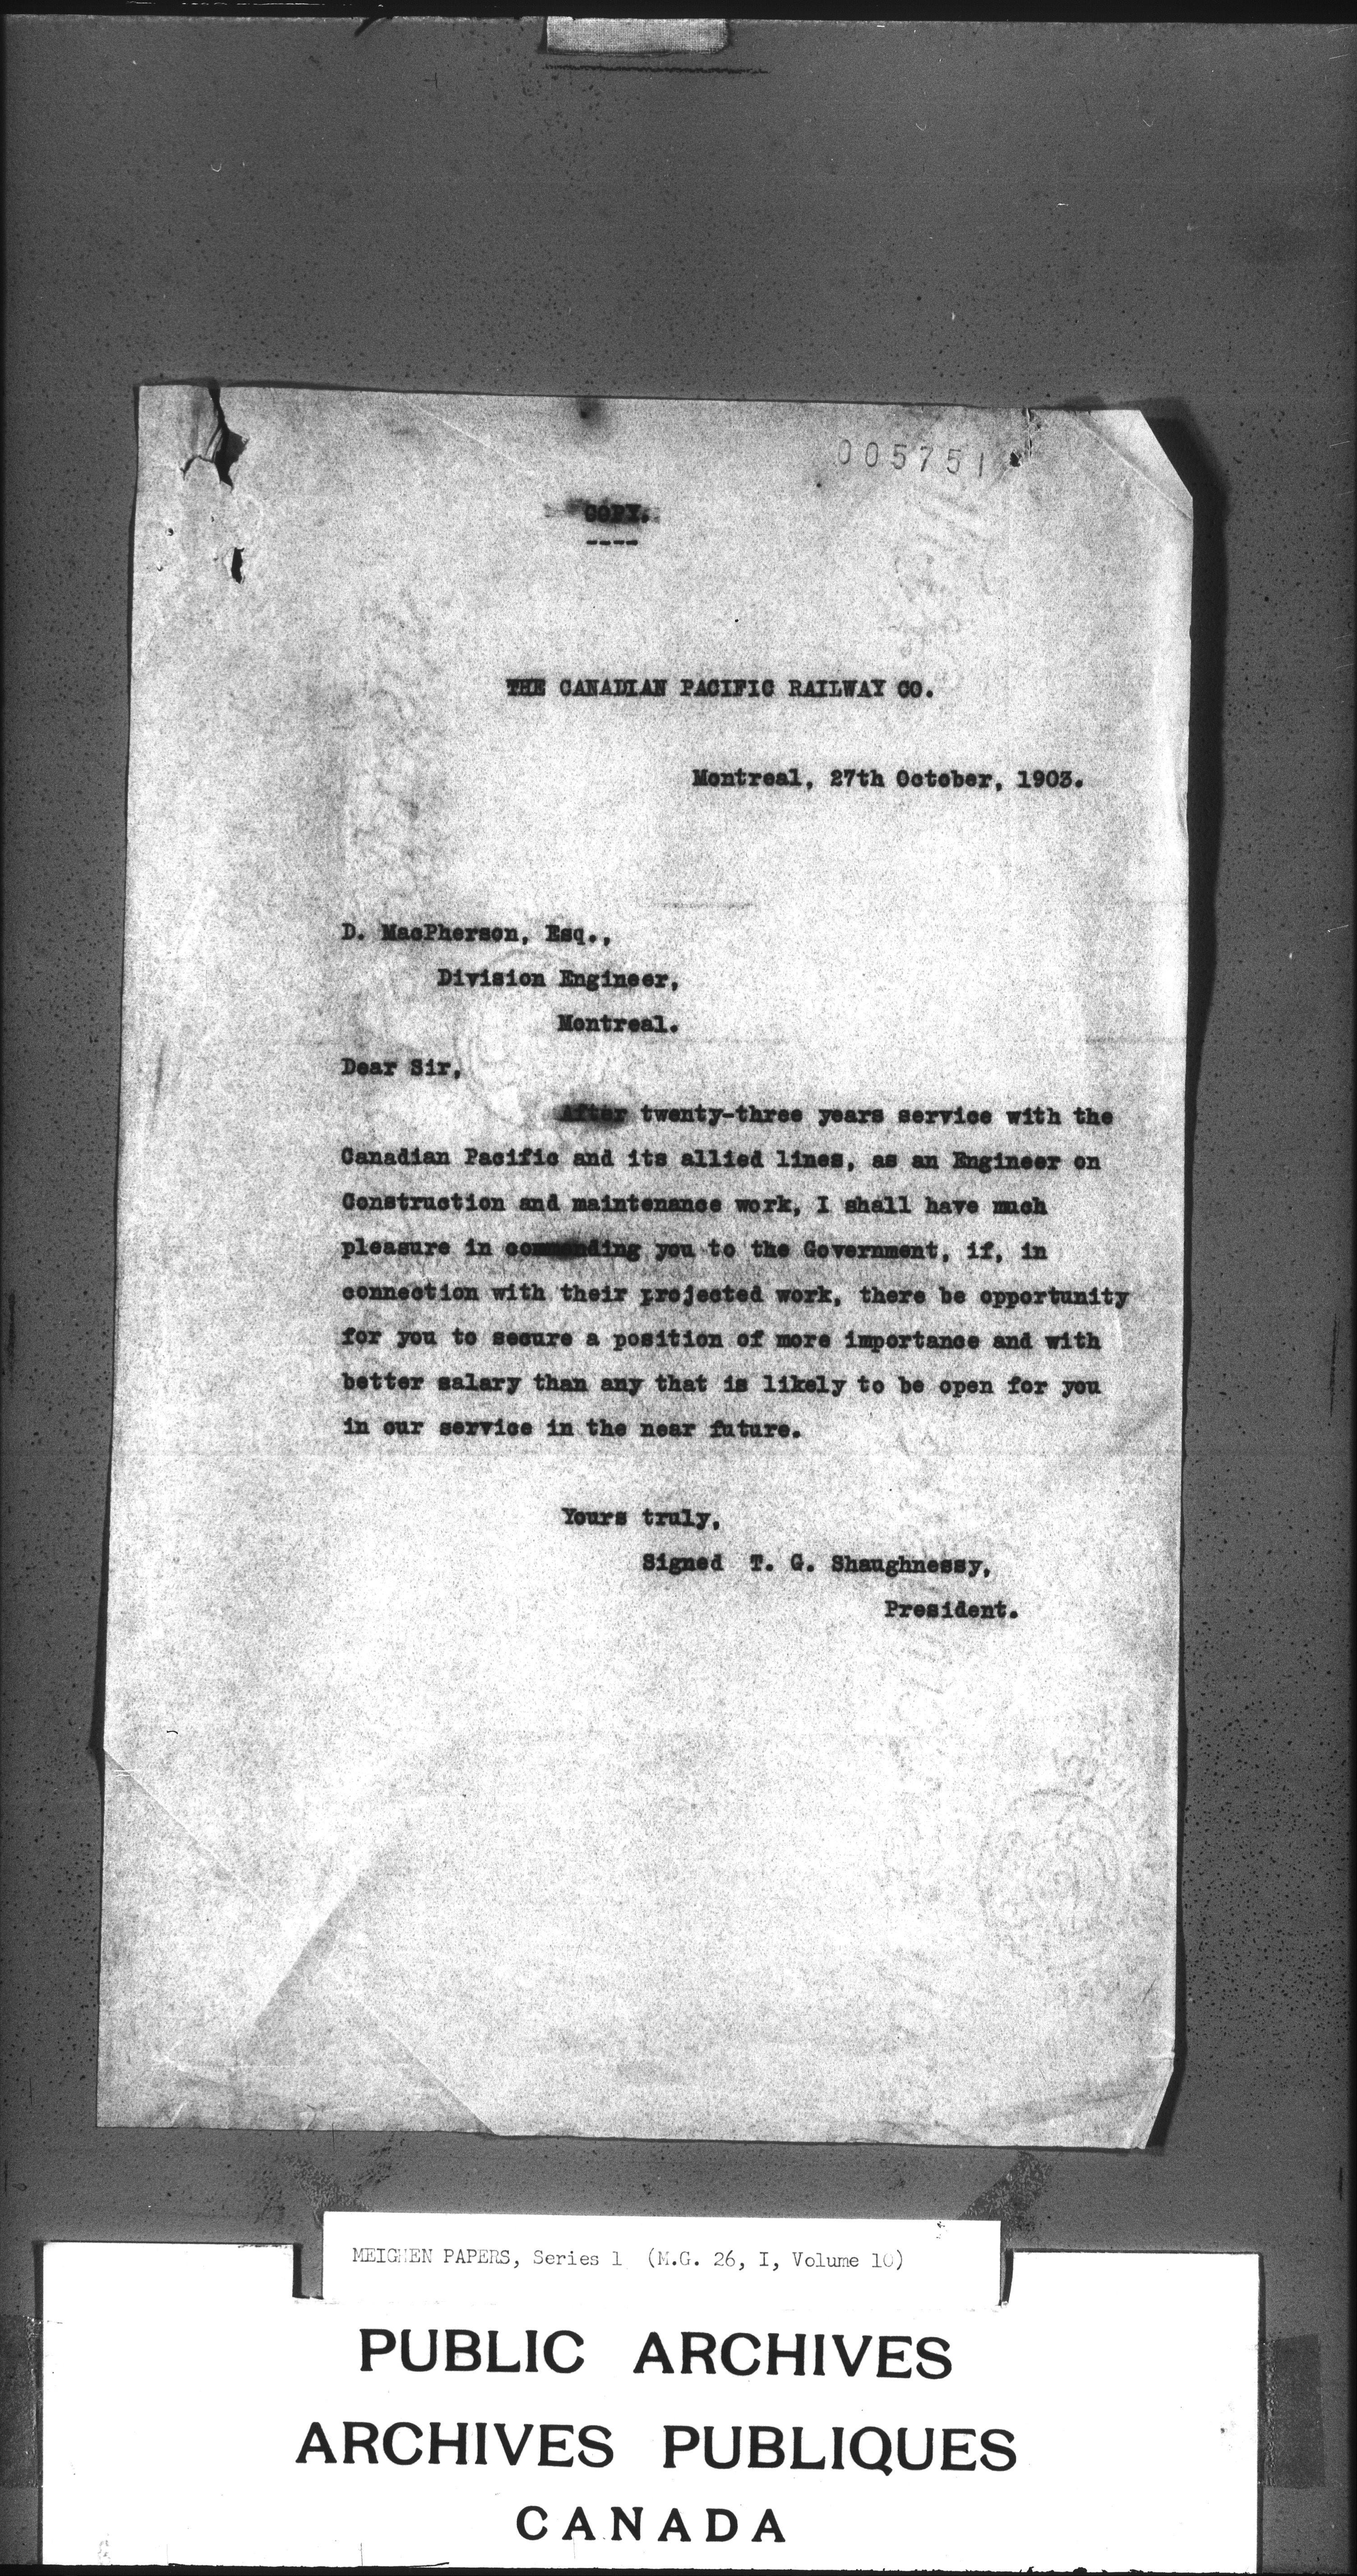 005751
COPY.
----
THE CANADIAN PACIFIC RAILWAY CO.
Montreal, 27th October, 1903.
D. MacPherson, Esq.,
Division Engineer,
Montreal.
Dear Sir,
After twenty-three years service with the
Canadian Pacific and its allied lines, as an Engineer on
Construction and maintenance work, I shall have much
pleasure in commending you to the Government, if, in
connection with their projected work, there be opportunity
for you to secure a position of more importance and with
better salary than any that is likely to be open for you
in our service in the near future.
Yours truly,
Signed T. G. Shaughnessy,
President.
MEIGHEN PAPERS, Series 1 (M.G. 26, I, Volume 10)
PUBLIC ARCHIVES
ARCHIVES PUBLIQUES
CANADA